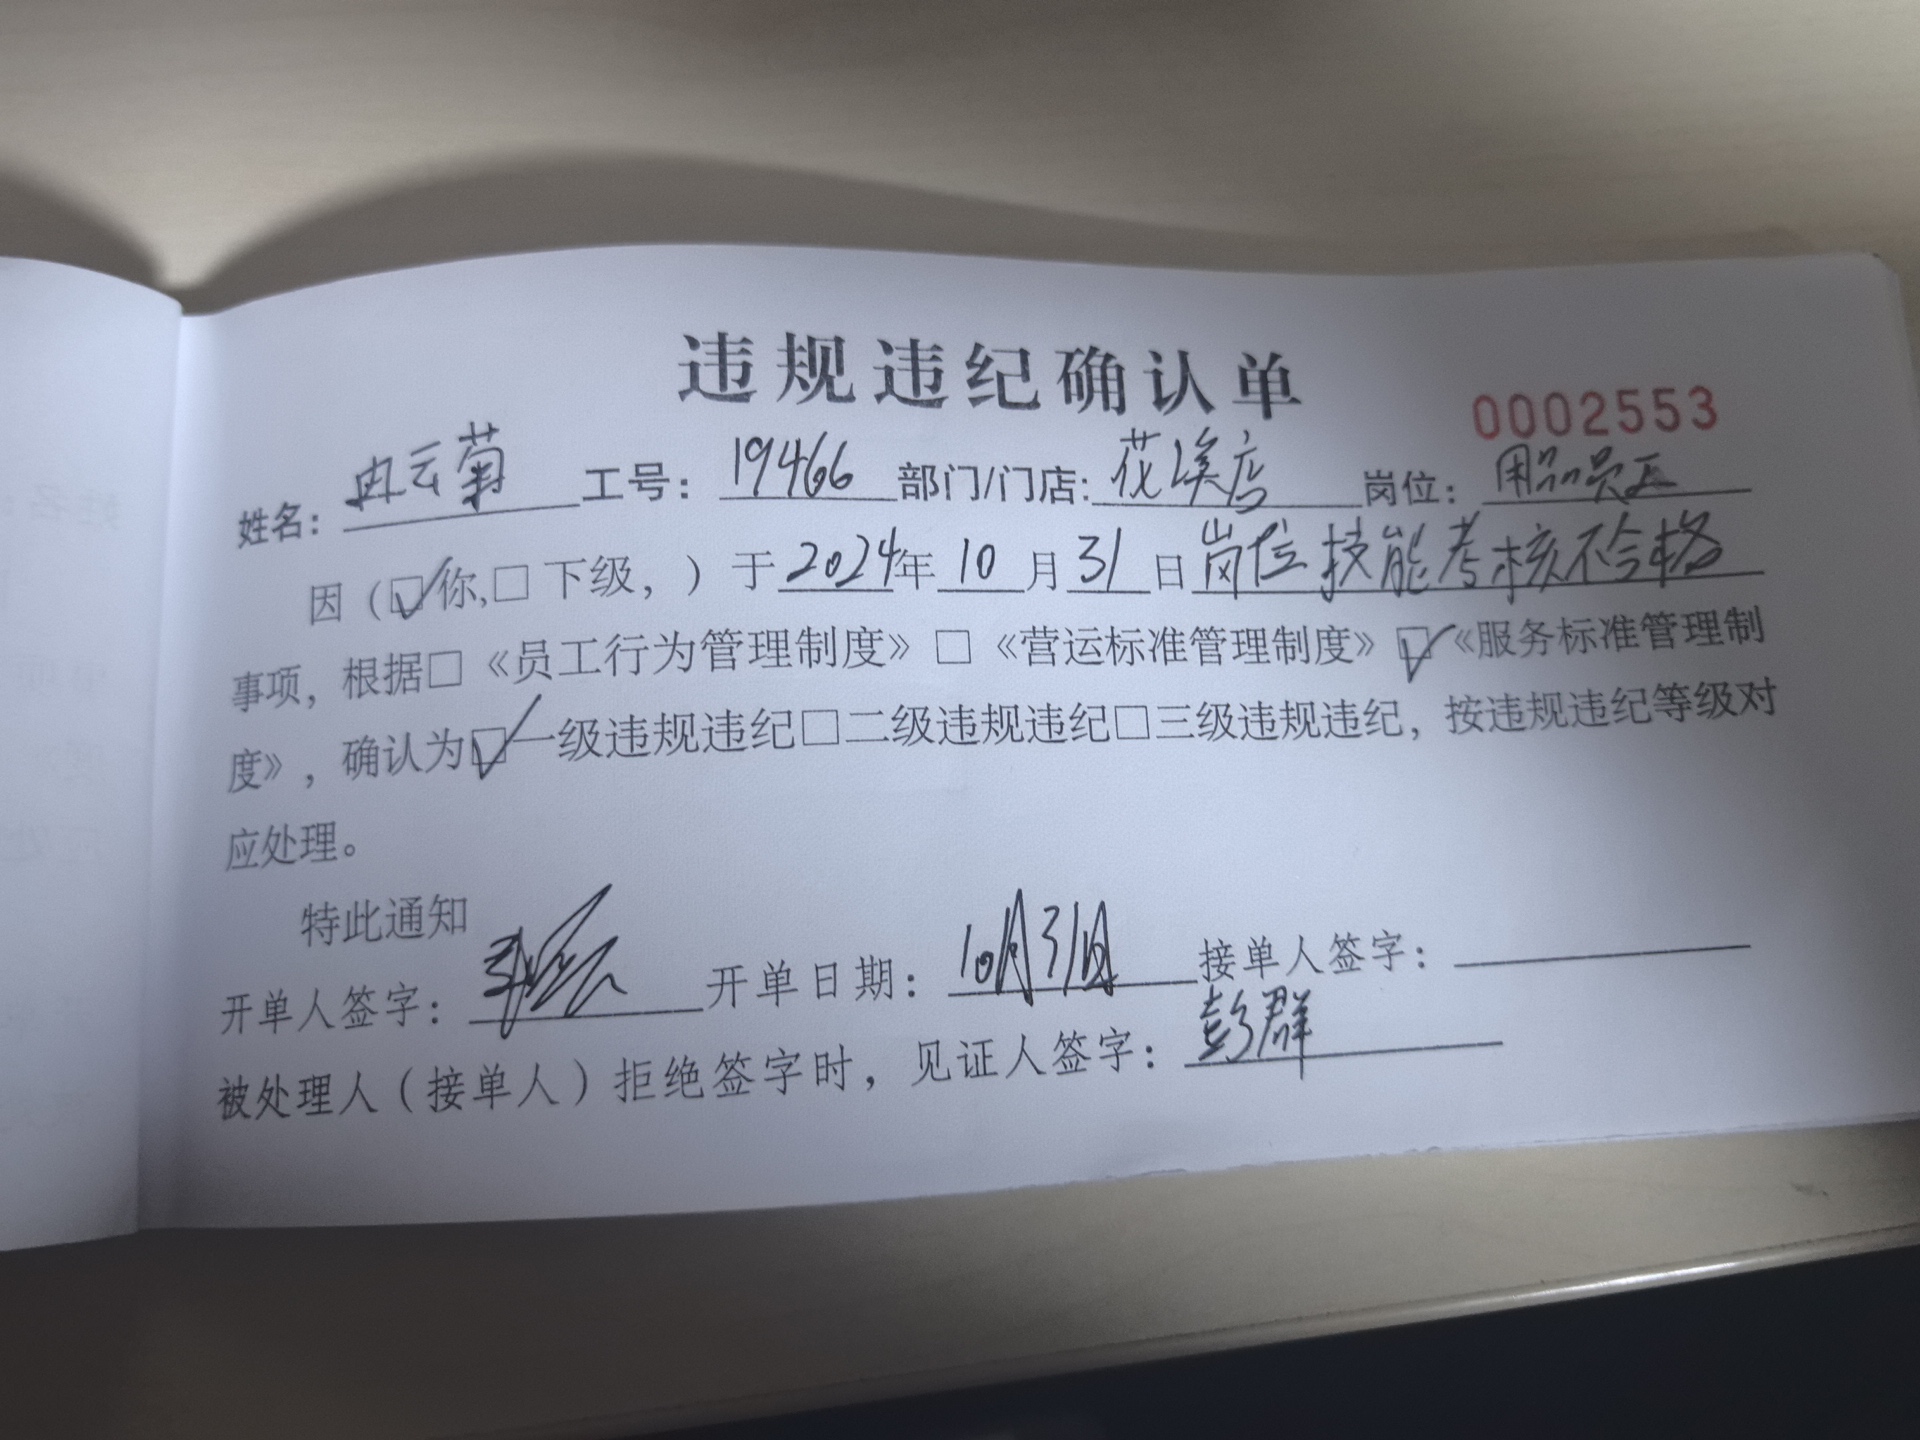 违规违纪确认单
0002553
姓名：冉云菊 工号：19466 部门/门店：花溪店 岗位：用品员工
因（☑你,□下级，）于2024年10月31日岗位技能考核不合格
事项，根据□《员工行为管理制度》□《营运标准管理制度》☑《服务标准管理制
度》，确认为☑一级违规违纪□二级违规违纪□三级违规违纪，按违规违纪等级对
应处理。
特此通知
开单人签字： 开单日期：10月31日 接单人签字：
被处理人（接单人）拒绝签字时，见证人签字：彭群